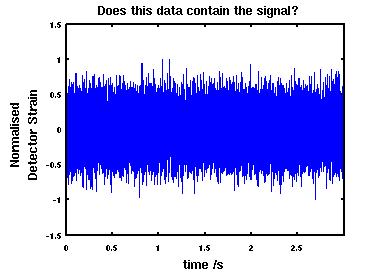 Does this data contain the signal?
1.5
1
0.5
0
-0.5
-1
-1.5
Normalised
Detector Strain
0 0.5 1 1.5 2 2.5
time /s